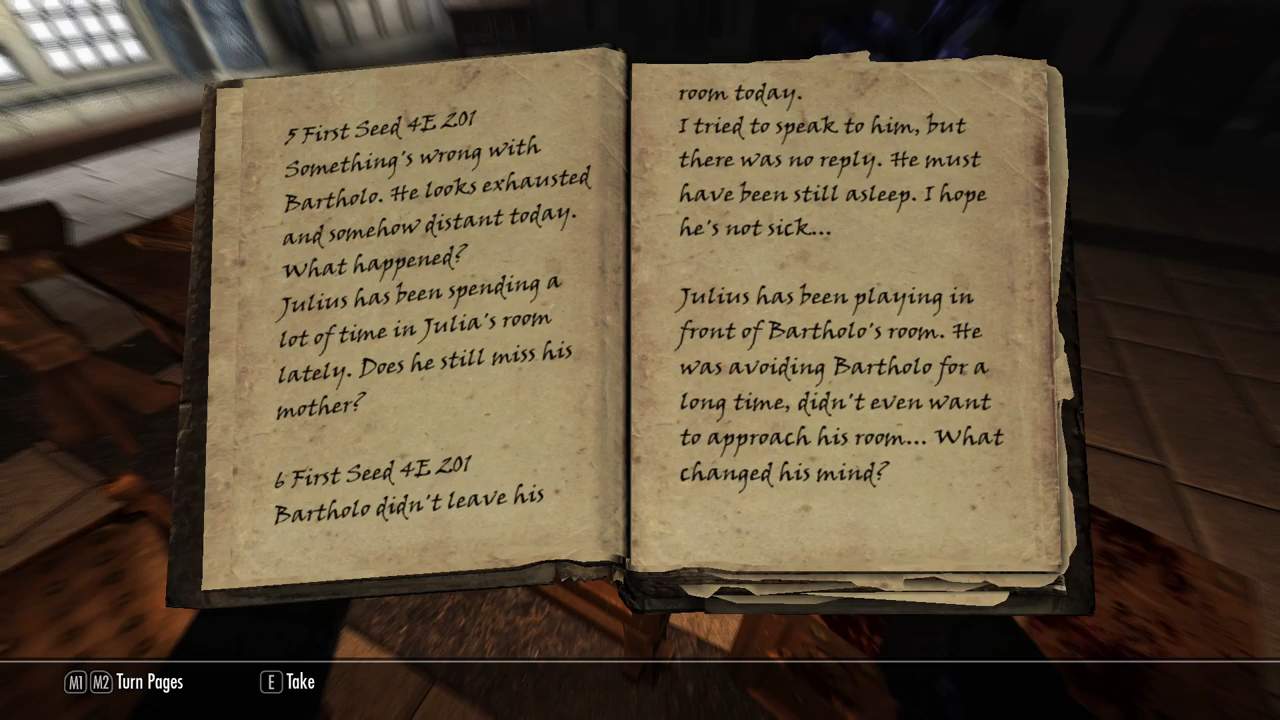 5 First Seed 4E 201
Something's wrong with
Bartholo. He looks exhausted
and somehow distant today.
What happened?
Julius has been spending a
lot of time in Julia's room
lately. Does he still miss his
mother?
6 First Seed 4E 201
Bartholo didn't leave his
room today.
I tried to speak to him, but
there was no reply. He must
have been still asleep. I hope
he's not sick...
Julius has been playing in
front of Bartholo's room. He
was avoiding Bartholo for a
long time, didn't even want
to approach his room... What
changed his mind?
M1 M2 Turn Pages
E Take